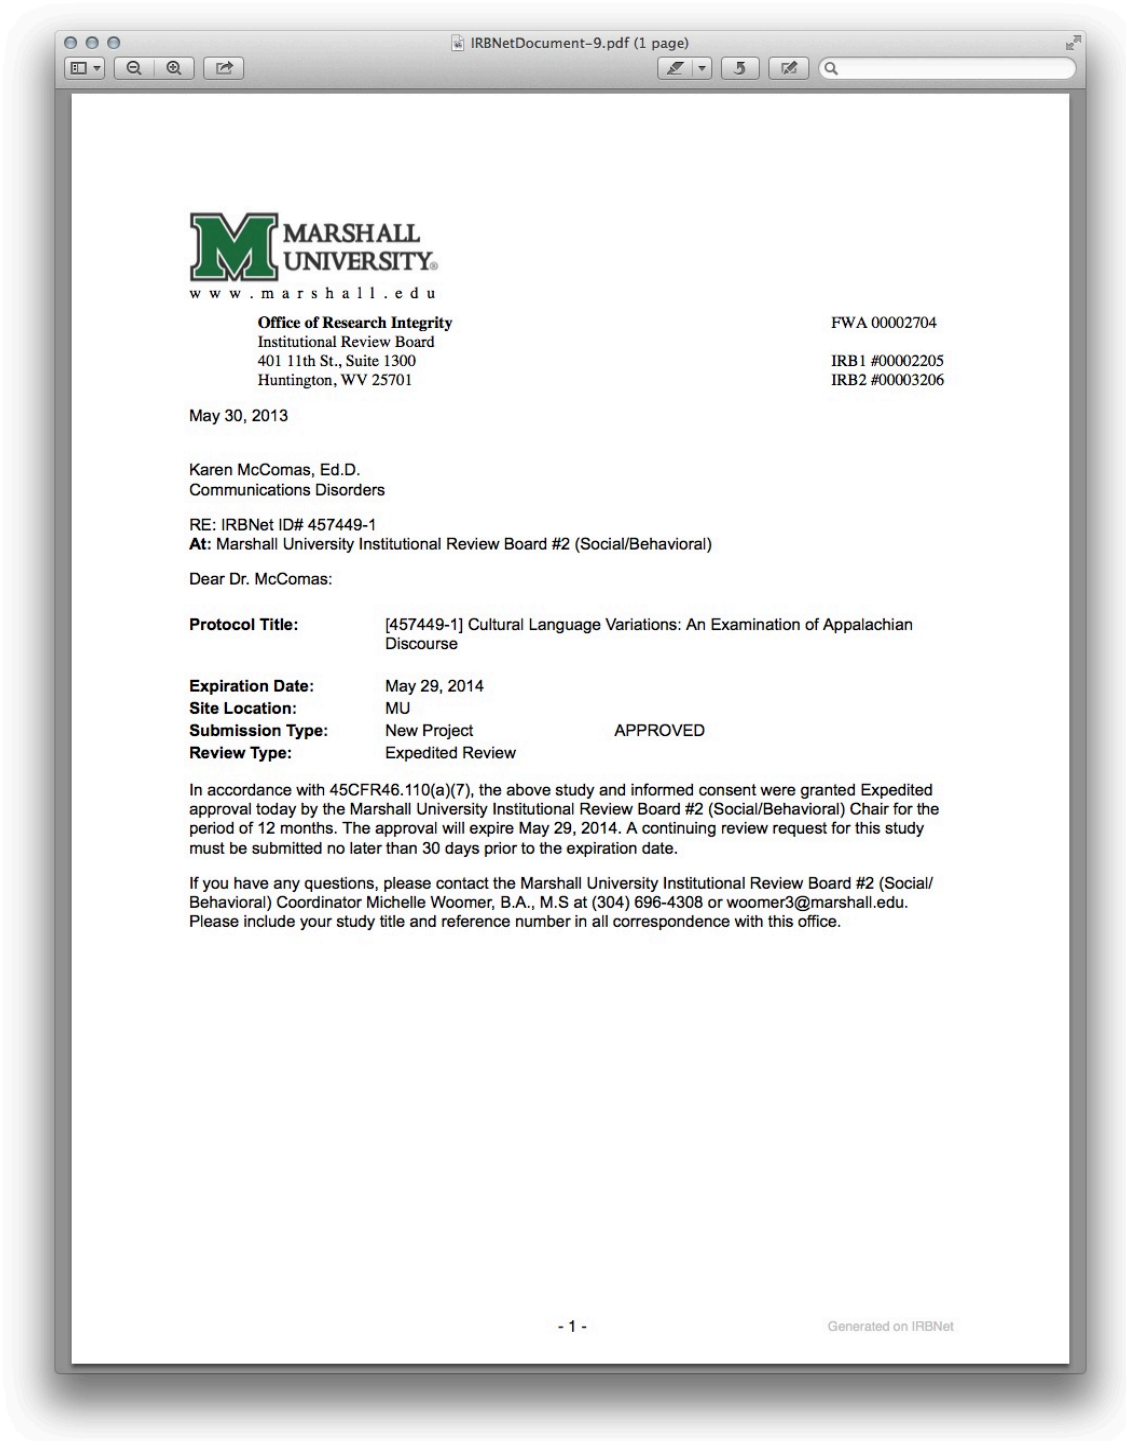 IRBNetDocument-9.pdf (1 page)
MARSHALL
UNIVERSITY®
www.marshall.edu
Office of Research Integrity
FWA 00002704
Institutional Review Board
401 11th St., Suite 1300
IRB1 #00002205
Huntington, WV 25701
IRB2 #00003206
May 30, 2013
Karen McComas, Ed.D.
Communications Disorders
RE: IRBNet ID# 457449-1
At: Marshall University Institutional Review Board #2 (Social/Behavioral)
Dear Dr. McComas:
Protocol Title: [457449-1] Cultural Language Variations: An Examination of Appalachian
Discourse
Expiration Date: May 29, 2014
Site Location: MU
Submission Type: New Project APPROVED
Review Type: Expedited Review
In accordance with 45CFR46.110(a)(7), the above study and informed consent were granted Expedited
approval today by the Marshall University Institutional Review Board #2 (Social/Behavioral) Chair for the
period of 12 months. The approval will expire May 29, 2014. A continuing review request for this study
must be submitted no later than 30 days prior to the expiration date.
If you have any questions, please contact the Marshall University Institutional Review Board #2 (Social/
Behavioral) Coordinator Michelle Woomer, B.A., M.S at (304) 696-4308 or woomer3@marshall.edu.
Please include your study title and reference number in all correspondence with this office.
- 1 -
Generated on IRBNet